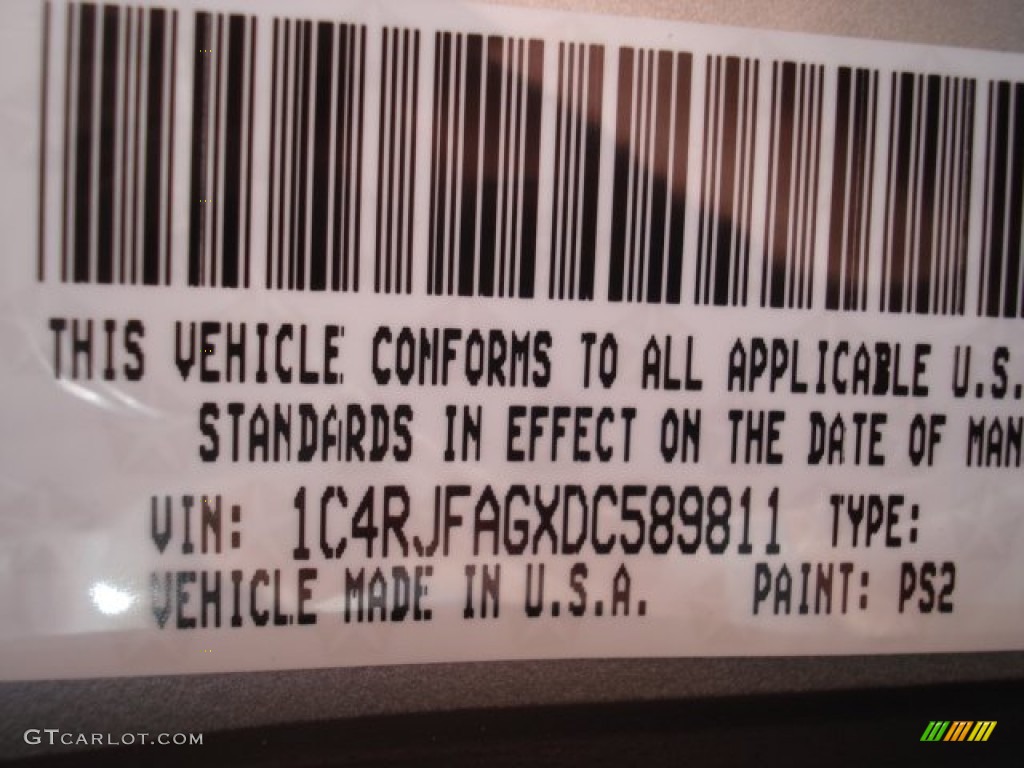 THIS VEHICLE CONFORMS TO ALL APPLICABLE U.S.
STANDARDS IN EFFECT ON THE DATE OF MAN
VIN: 1C4RJFAGXDC589811 TYPE:
VEHICLE MADE IN U.S.A. PAINT: PS2
GTCARLOT.COM